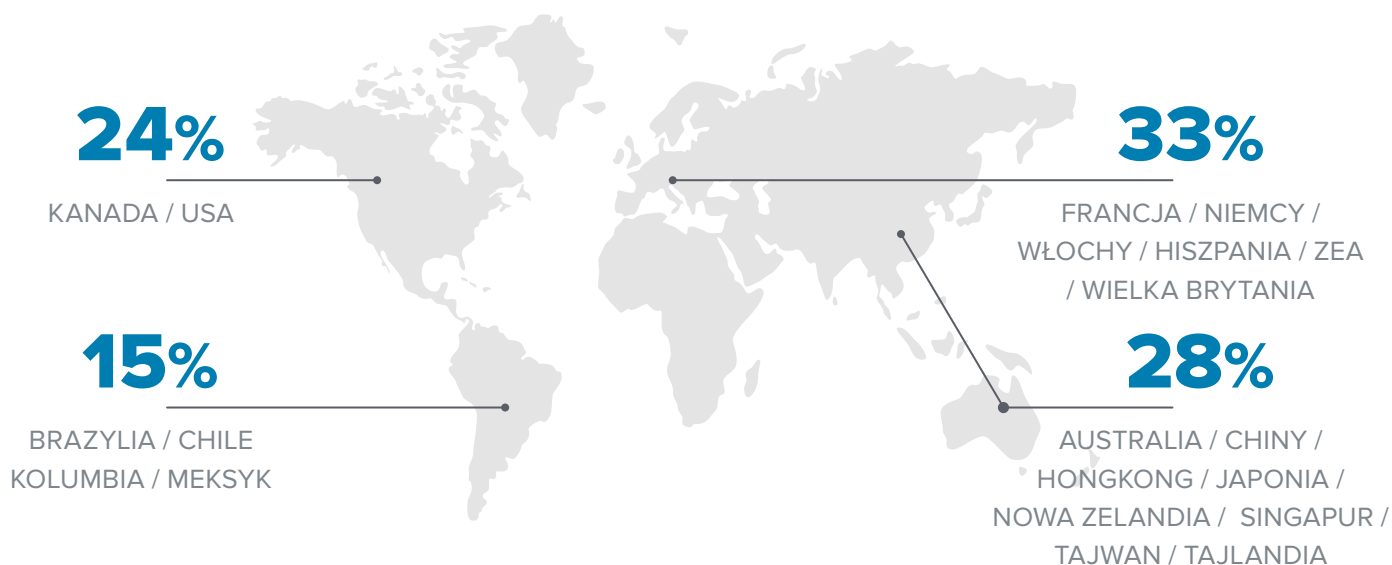 24%
KANADA / USA
33%
FRANCJA / NIEMCY /
WŁOCHY / HISZPANIA / ZEA
/ WIELKA BRYTANIA
15%
BRAZYLIA / CHILE
KOLUMBIA / MEKSYK
28%
AUSTRALIA / CHINY /
HONGKONG / JAPONIA /
NOWA ZELANDIA / SINGAPUR /
TAJWAN / TAJLANDIA